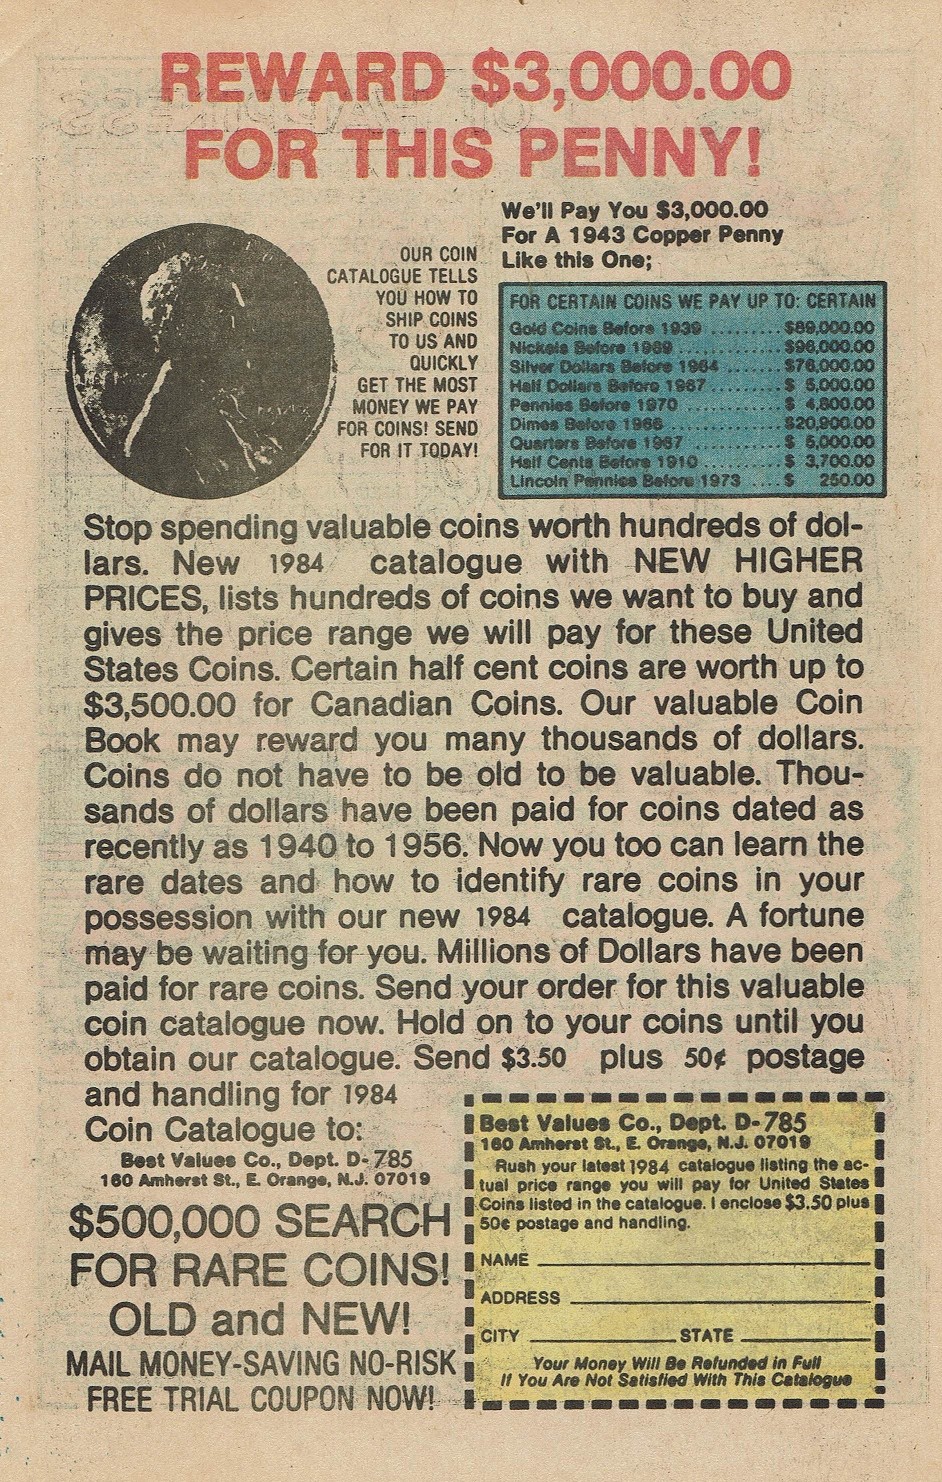 REWARD $3,000.00
FOR THIS PENNY!
We'll Pay You $3,000.00
For A 1943 Copper Penny
Like this One;
OUR COIN
CATALOGUE TELLS
YOU HOW TO
SHIP COINS
TO US AND
QUICKLY
GET THE MOST
MONEY WE PAY
FOR COINS! SEND
FOR IT TODAY!
FOR CERTAIN COINS WE PAY UP TO: CERTAIN
Gold Coins Before 1939 ......... $89,000.00
Nickels Before 1969 ............. $96,000.00
Silver Dollars Before 1964 ....... $76,000.00
Half Dollars Before 1967 ......... $ 5,000.00
Pennies Before 1970 ............. $ 4,800.00
Dimes Before 1966 ............... $20,900.00
Quarters Before 1967 ............ $ 5,000.00
Half Cents Before 1910 .......... $ 3,700.00
Lincoln Pennies Before 1973 .... $ 250.00
Stop spending valuable coins worth hundreds of dol-
lars. New 1984 catalogue with NEW HIGHER
PRICES, lists hundreds of coins we want to buy and
gives the price range we will pay for these United
States Coins. Certain half cent coins are worth up to
$3,500.00 for Canadian Coins. Our valuable Coin
Book may reward you many thousands of dollars.
Coins do not have to be old to be valuable. Thou-
sands of dollars have been paid for coins dated as
recently as 1940 to 1956. Now you too can learn the
rare dates and how to identify rare coins in your
possession with our new 1984 catalogue. A fortune
may be waiting for you. Millions of Dollars have been
paid for rare coins. Send your order for this valuable
coin catalogue now. Hold on to your coins until you
obtain our catalogue. Send $3.50 plus 50¢ postage
and handling for 1984
Coin Catalogue to:
Best Values Co., Dept. D-785
160 Amherst St., E. Orange, N.J. 07019
$500,000 SEARCH
FOR RARE COINS!
OLD and NEW!
MAIL MONEY-SAVING NO-RISK
FREE TRIAL COUPON NOW!
Best Values Co., Dept. D-785
160 Amherst St., E. Orange, N.J. 07019
Rush your latest 1984 catalogue listing the ac-
tual price range you will pay for United States
Coins listed in the catalogue. I enclose $3.50 plus
50¢ postage and handling.
NAME
ADDRESS
CITY STATE
Your Money Will Be Refunded in Full
If You Are Not Satisfied With This Catalogue